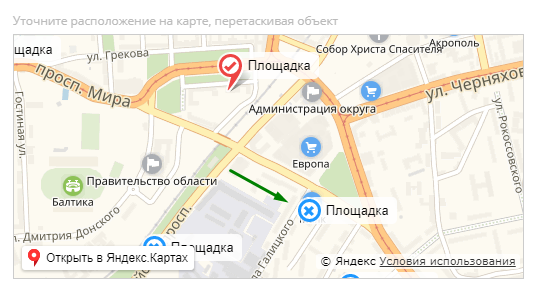 Уточните расположение на карте, перетаскивая объект
ощадка
ул. Грекова
Собор Христа
Спасителя
Акрополь
Площадка
просп. Мира
ул. Черняхов
Администрация округа
Гостиная ул.
ул. Рокоссовского
Европа
Правительство области
Балтика
Площадка
л. Дмитрия Донского
просп.
Площадка
Открыть в Яндекс.Картах
ла Галицкого
© Яндекс Условия использования